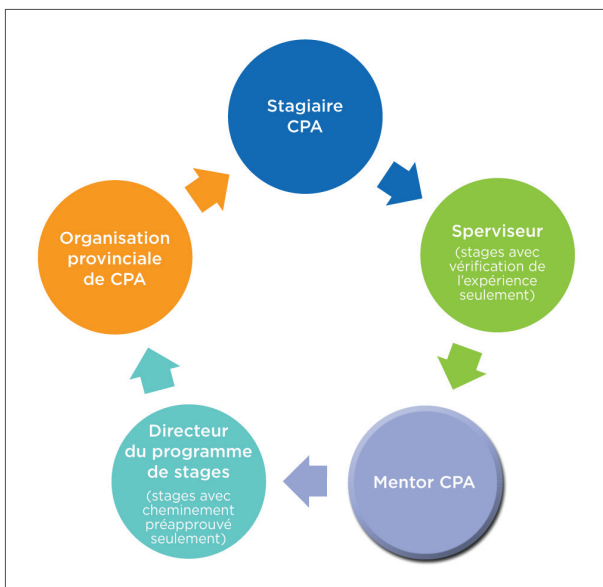 Stagiaire
CPA
Sperviseur
(stages avec
vérification de
l'expérience
seulement)
Mentor CPA
Directeur
du programme
de stages
(stages avec
cheminement
préapprouvé
seulement)
Organisation
provinciale
de CPA